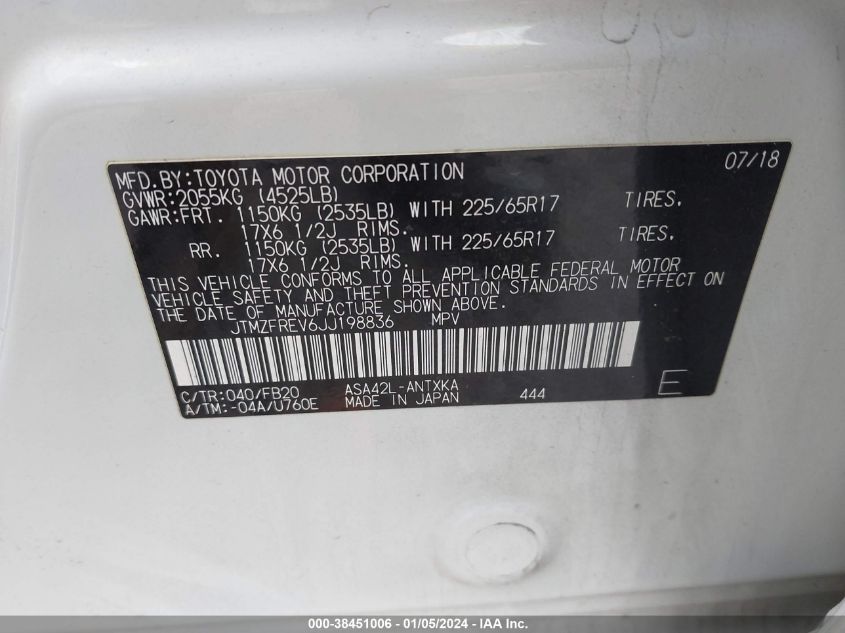 MFD.BY:TOYOTA MOTOR CORPORATION 07/18
GVWR:2055KG (4525LB)
GAWR:FRT. 1150KG (2535LB) WITH 225/65R17 TIRES.
17X6 1/2J RIMS.
RR. 1150KG (2535LB) WITH 225/65R17 TIRES.
17X6 1/2J RIMS.
THIS VEHICLE CONFORMS TO ALL APPLICABLE FEDERAL MOTOR
VEHICLE SAFETY AND THEFT PREVENTION STANDARDS IN EFFECT ON
THE DATE OF MANUFACTURE SHOWN ABOVE.
JTMZFREV6JJ198836 MPV
C/TR:040/FB20 ASA42L-ANTXKA
A/TM:-04A/U760E MADE IN JAPAN 444 E
000-38451006 - 01/05/2024 - IAA Inc.